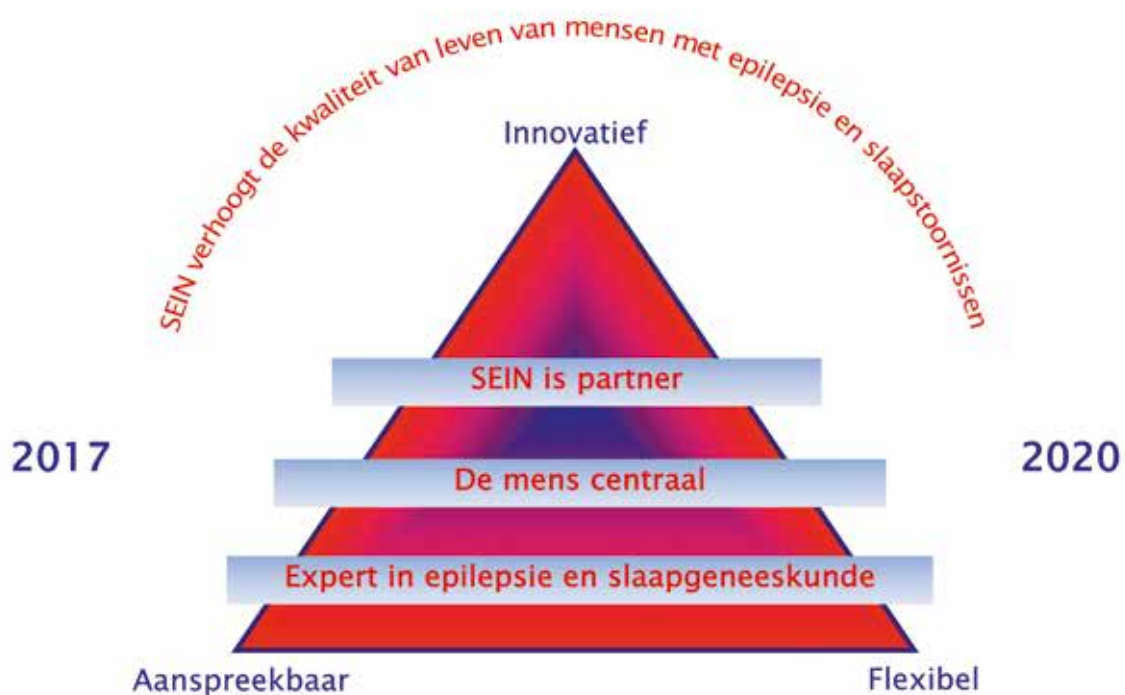 SEIN verhoogt de kwaliteit van leven van mensen met epilepsie en slaapstoornissen
Innovatief
SEIN is partner
2017
2020
De mens centraal
Expert in epilepsie en slaapgeneeskunde
Aanspreekbaar
Flexibel